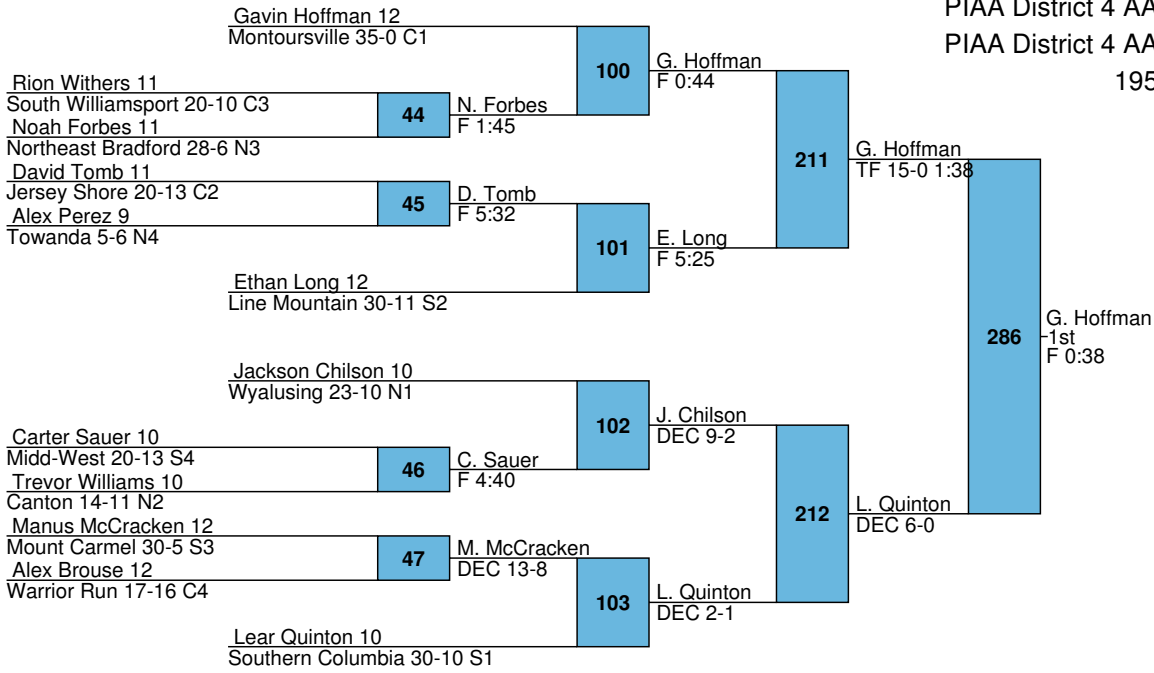 PIAA District 4 AA
PIAA District 4 AA
195
Gavin Hoffman 12
Montoursville 35-0 C1
100
G. Hoffman
F 0:44
Rion Withers 11
South Williamsport 20-10 C3
44
N. Forbes
F 1:45
Noah Forbes 11
Northeast Bradford 28-6 N3
211
G. Hoffman
TF 15-0 1:38
David Tomb 11
Jersey Shore 20-13 C2
45
D. Tomb
F 5:32
Alex Perez 9
Towanda 5-6 N4
101
E. Long
F 5:25
Ethan Long 12
Line Mountain 30-11 S2
286
G. Hoffman
1st
F 0:38
Jackson Chilson 10
Wyalusing 23-10 N1
102
J. Chilson
DEC 9-2
Carter Sauer 10
Midd-West 20-13 S4
46
C. Sauer
F 4:40
Trevor Williams 10
Canton 14-11 N2
212
L. Quinton
DEC 6-0
Manus McCracken 12
Mount Carmel 30-5 S3
47
M. McCracken
DEC 13-8
Alex Brouse 12
Warrior Run 17-16 C4
103
L. Quinton
DEC 2-1
Lear Quinton 10
Southern Columbia 30-10 S1